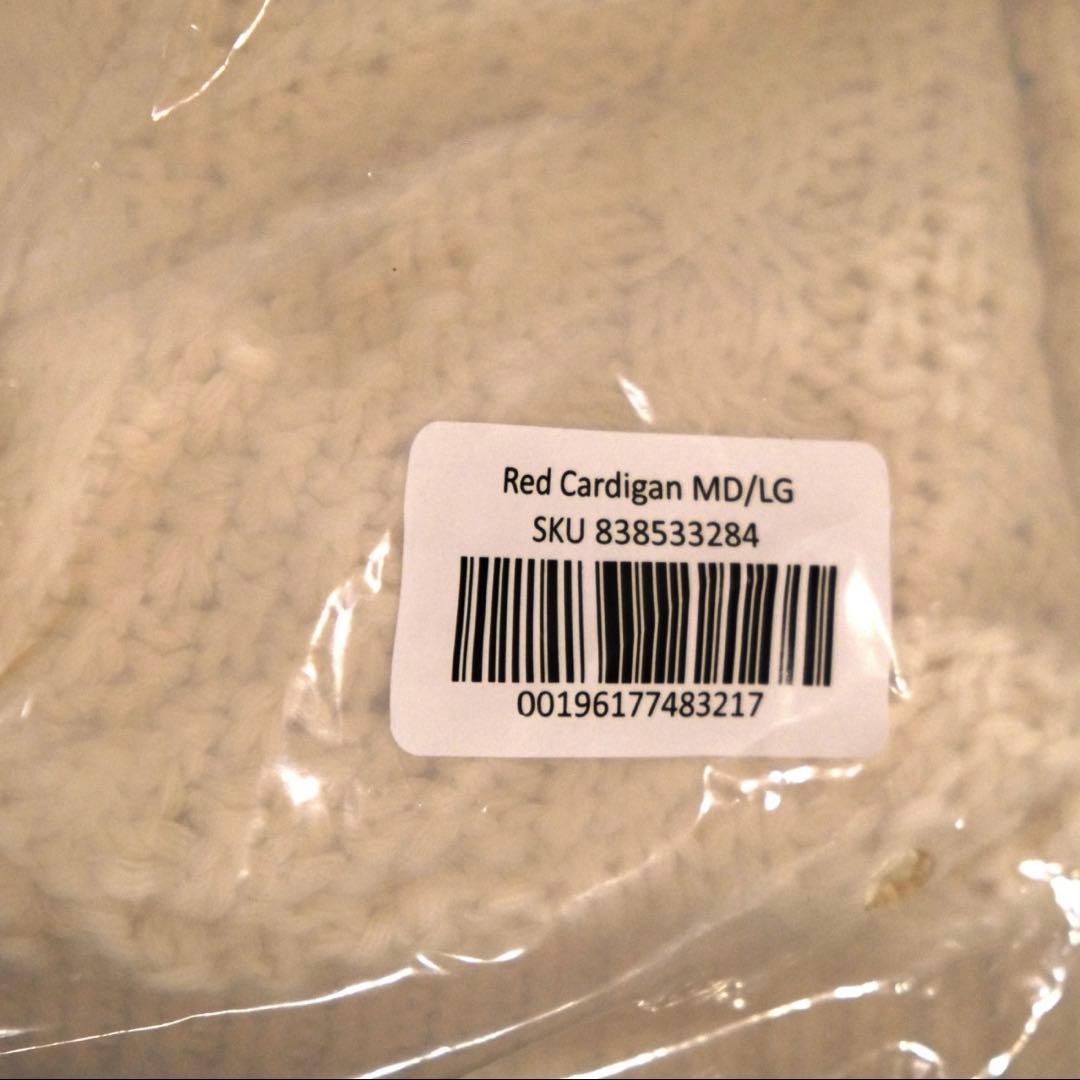 Red Cardigan MD/LG
SKU 838533284
00196177483217